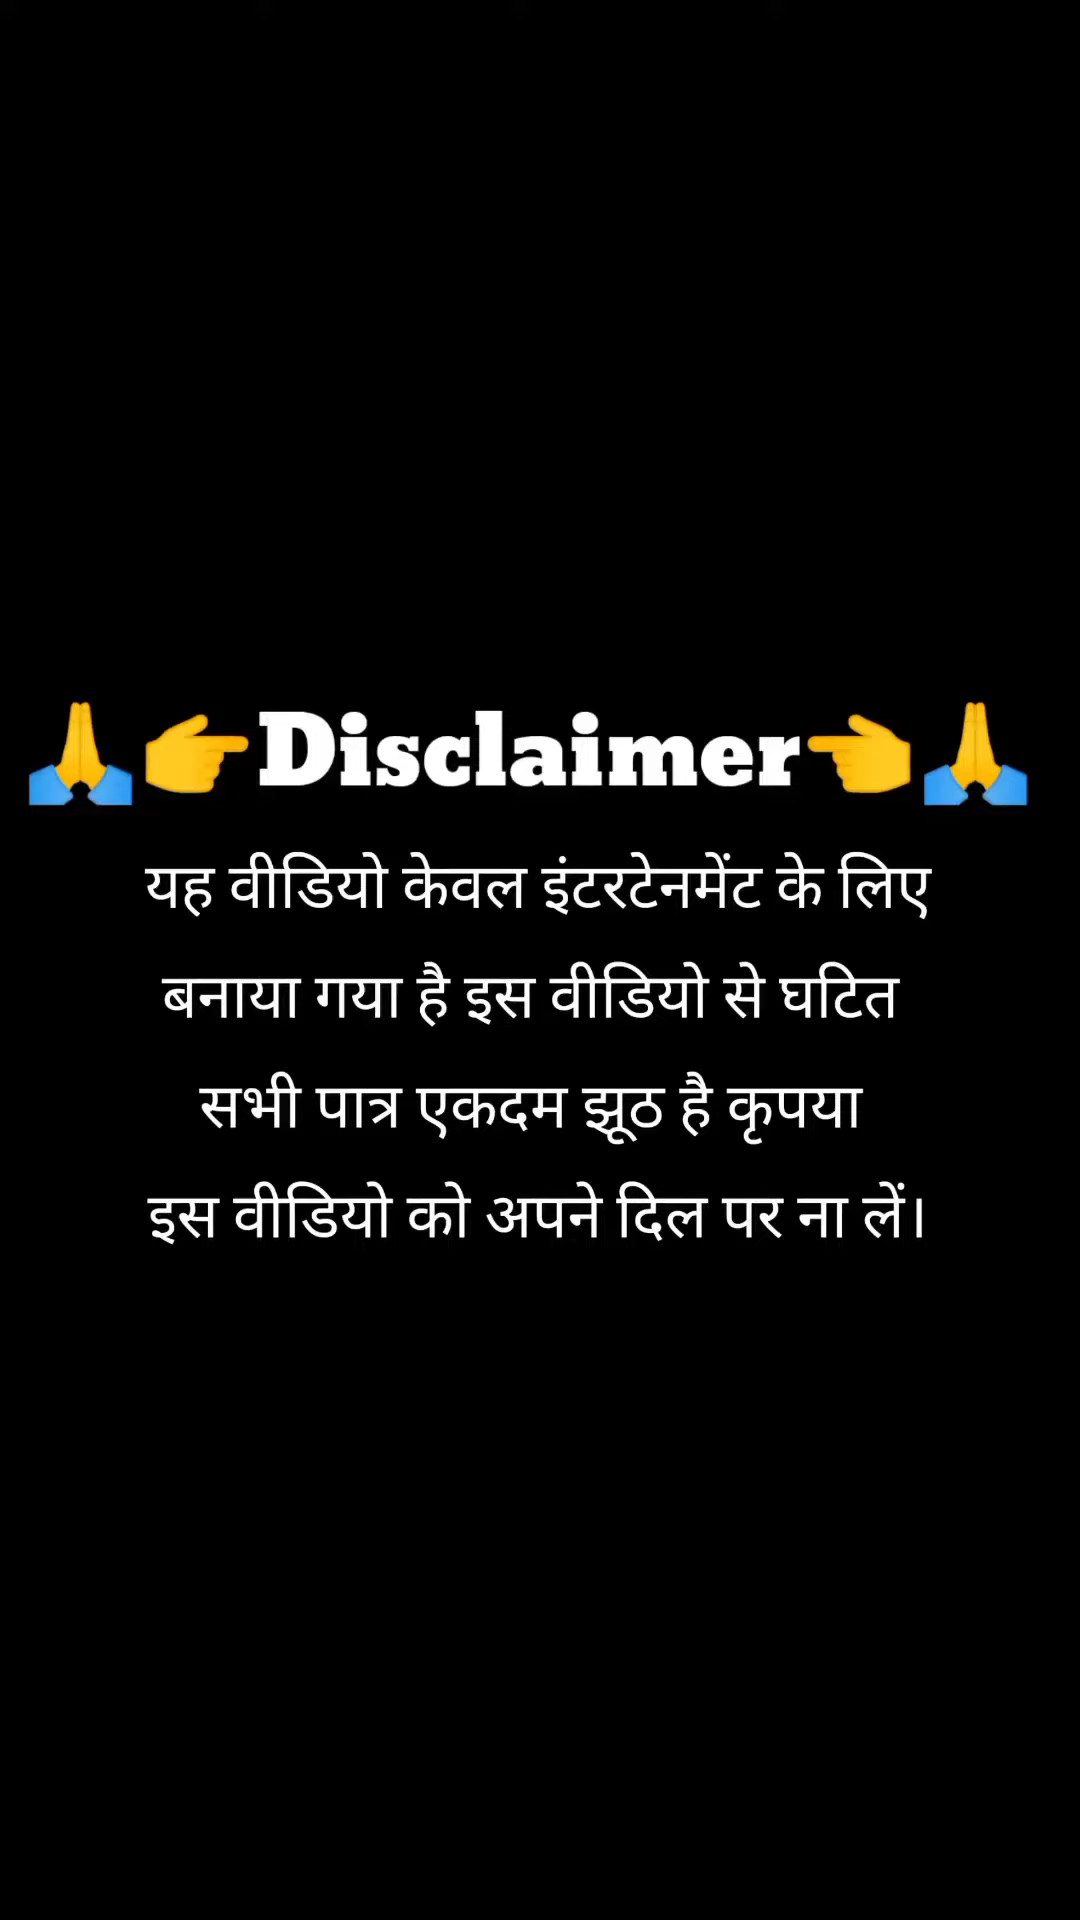 🙏👉Disclaimer👈🙏
यह वीडियो केवल इंटरटेनमेंट के लिए
बनाया गया है इस वीडियो से घटित
सभी पात्र एकदम झूठ है कृपया
इस वीडियो को अपने दिल पर ना लें।